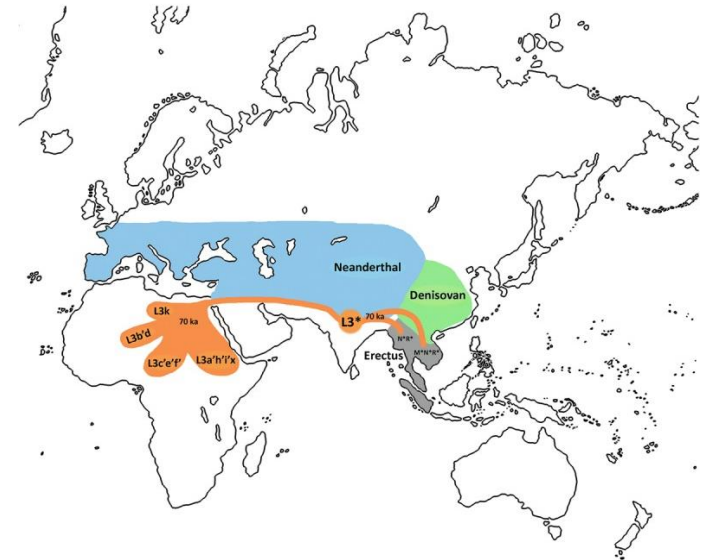 Neanderthal
Denisovan
L3k
70 ka
L3b'd
L3c'e'f'
L3a'h'i'x
L3*
70 ka
N*R*
Erectus
M*N*R*